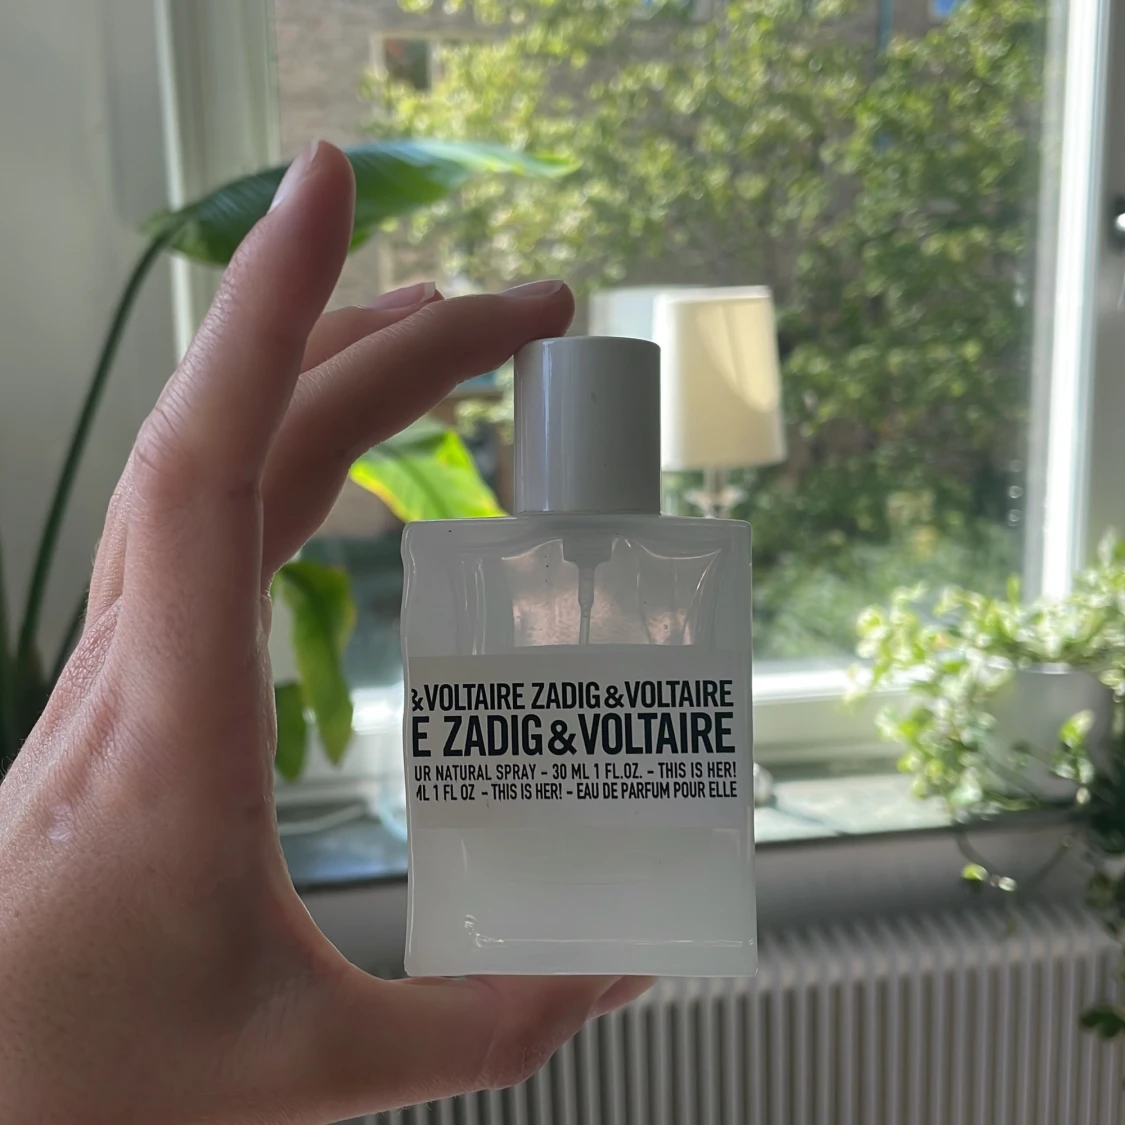 &VOLTAIRE ZADIG&VOLTAIRE
E ZADIG&VOLTAIRE
UR NATURAL SPRAY – 30 ML 1 FL.OZ. – THIS IS HER!
ML 1 FL OZ – THIS IS HER! – EAU DE PARFUM POUR ELLE